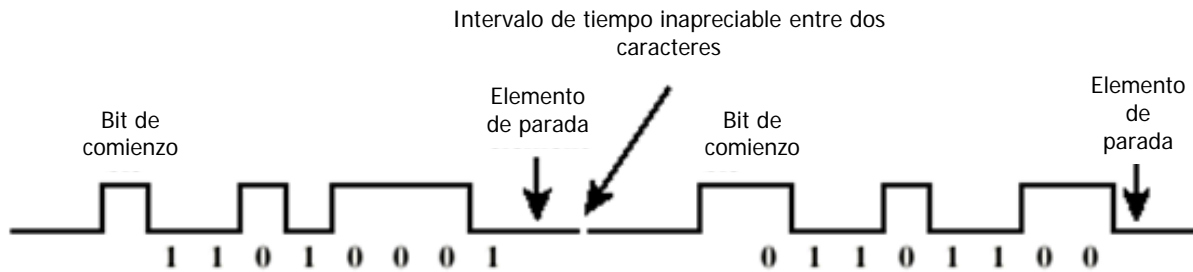 Intervalo de tiempo inapreciable entre dos
caracteres
Bit de
comienzo
Elemento
de parada
Bit de
comienzo
Elemento
de
parada
1 1 0 1 0 0 0 1
0 1 1 0 1 1 0 0